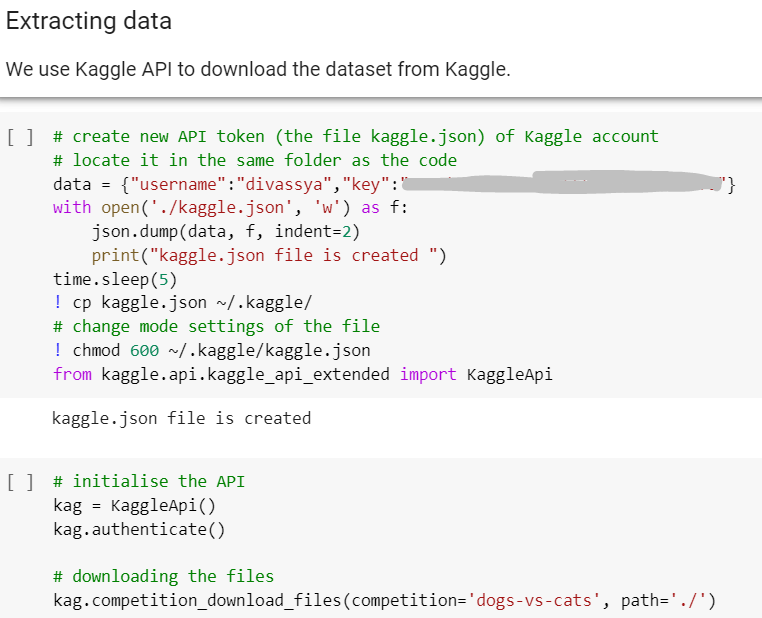 Extracting data
We use Kaggle API to download the dataset from Kaggle.
[ ] # create new API token (the file kaggle.json) of Kaggle account
# locate it in the same folder as the code
data = {"username":"divassya","key":" "}
with open('./kaggle.json', 'w') as f:
    json.dump(data, f, indent=2)
    print("kaggle.json file is created ")
time.sleep(5)
! cp kaggle.json ~/.kaggle/
# change mode settings of the file
! chmod 600 ~/.kaggle/kaggle.json
from kaggle.api.kaggle_api_extended import KaggleApi
kaggle.json file is created
[ ] # initialise the API
kag = KaggleApi()
kag.authenticate()
# downloading the files
kag.competition_download_files(competition='dogs-vs-cats', path='./')